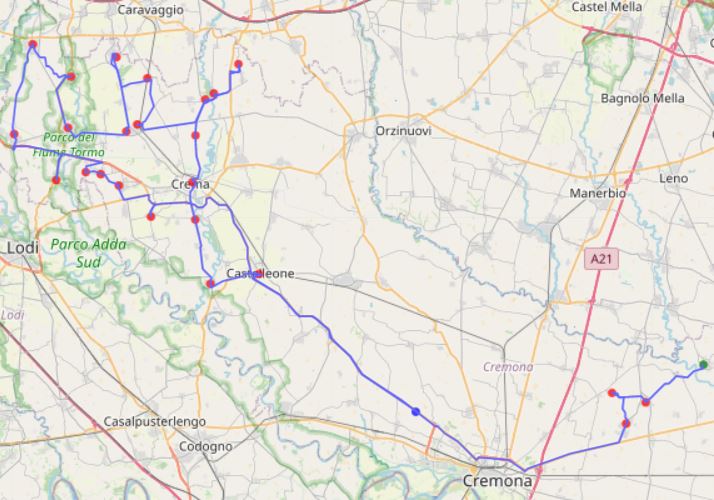 Caravaggio
Castel Mella
Bagnolo Mella
Orzinuovi
Parco del
Fiume Tormo
Leno
Crema
Manerbio
Lodi
Parco Adda
Sud
A21
Castelleone
Lodi
Cremona
Casalpusterlengo
Codogno
Cremona